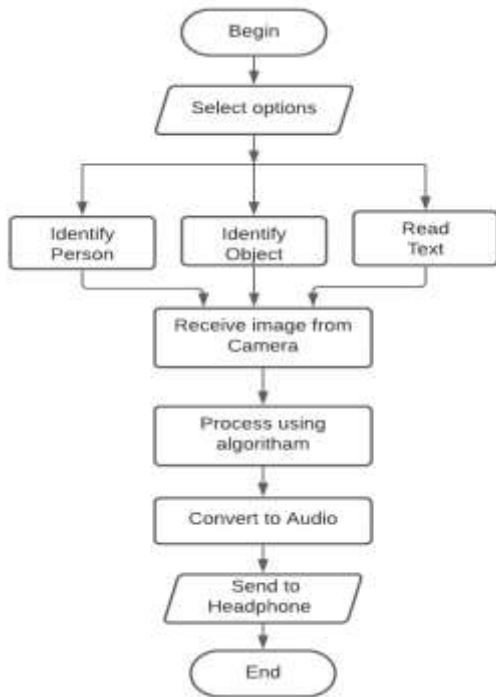 Begin
Select options
Identify
Person
Identify
Object
Read
Text
Receive image from
Camera
Process using
algoritham
Convert to Audio
Send to
Headphone
End